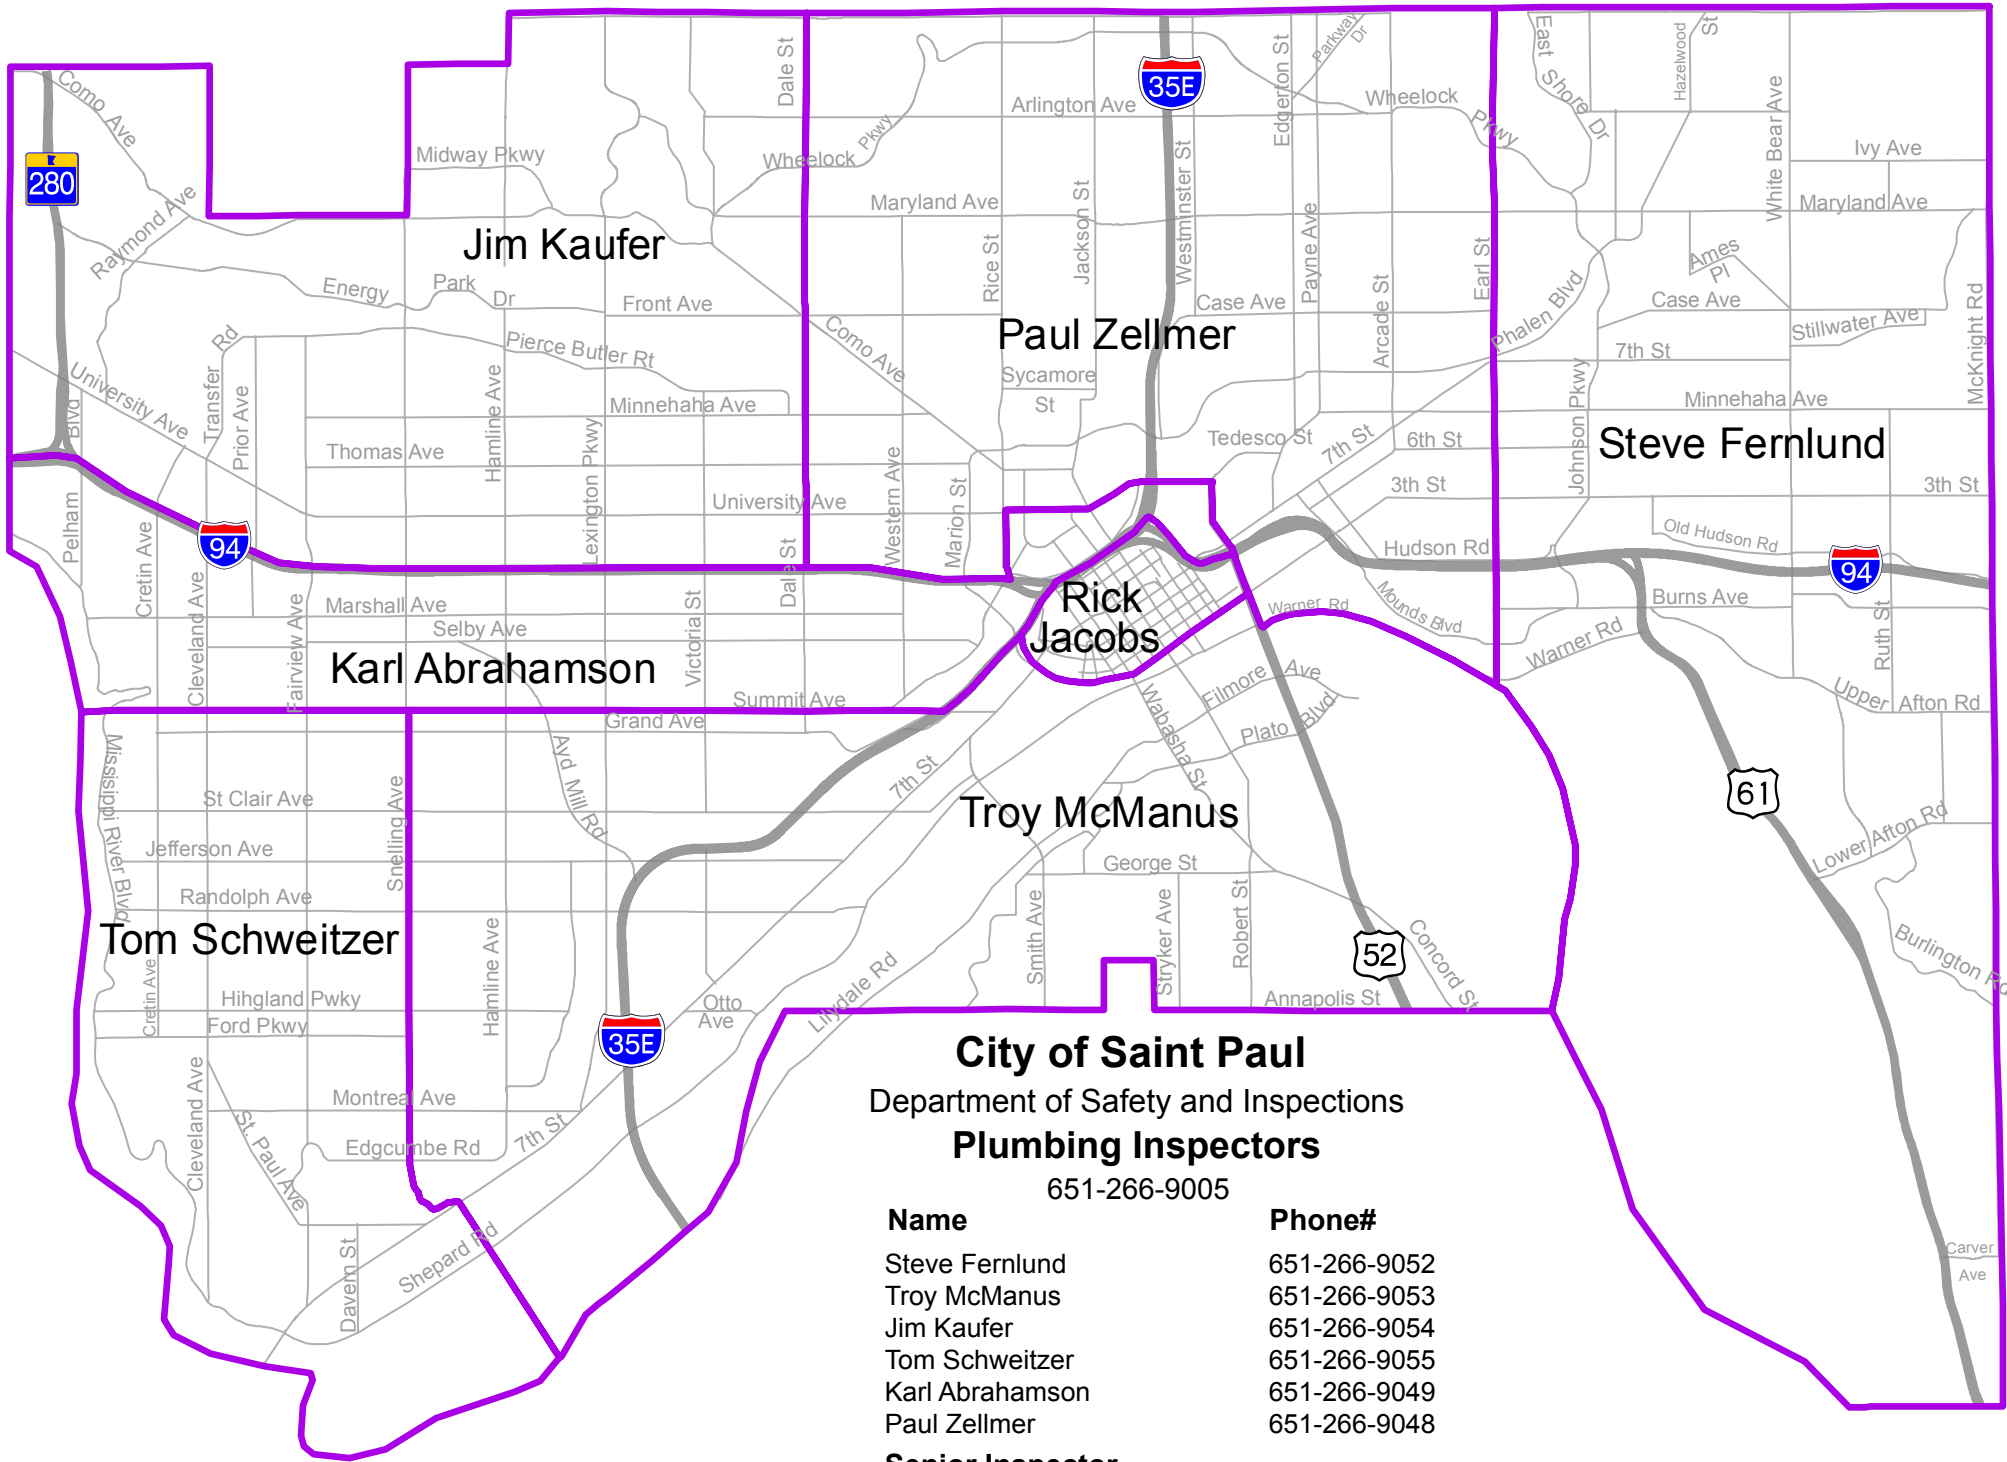 Como Ave
280
Raymond Ave
Midway Pkwy
Dale St
Wheelock
Pkwy
Arlington Ave
35E
Edgerton St
Parkway
Dr
Wheelock
Pkwy
East Shore Dr
Hazelwood
St
White Bear Ave
Ivy Ave
Maryland Ave
Jim Kaufer
Maryland Ave
Rice St
Jackson St
Westminster St
Payne Ave
Arcade St
Earl St
Ames
Pl
Energy
Park
Dr
Front Ave
Case Ave
Phalen Blvd
Case Ave
Stillwater Ave
McKnight Rd
Paul Zellmer
Como Ave
Pierce Butler Rt
Transfer
Rd
Prior Ave
University Ave
Blvd
Hamline Ave
Lexington Pkwy
Minnehaha Ave
Sycamore
St
7th St
Minnehaha Ave
Johnson Pkwy
Thomas Ave
Tedesco St
7th St
6th St
Steve Fernlund
University Ave
Western Ave
Marion St
3th St
3th St
Pelham
Cretin Ave
94
Dale St
Hudson Rd
Old Hudson Rd
94
Cleveland Ave
Fairview Ave
Marshall Ave
Selby Ave
Victoria St
Rick
Jacobs
Warner Rd
Mounds Blvd
Burns Ave
Warner Rd
Ruth St
Karl Abrahamson
Summit Ave
Grand Ave
Wabasha St
Filmore
Ave
Plato
Blvd
Upper
Afton Rd
Mississippi River Blvd
Ayd Mill Rd
Snelling Ave
St Clair Ave
7th St
Troy McManus
61
Jefferson Ave
George St
Lower Afton Rd
Randolph Ave
Tom Schweitzer
Hamline Ave
Smith Ave
Stryker Ave
Robert St
52
Concord St
Burlington Rd
Cretin Ave
Hihgland Pwky
Ford Pkwy
35E
Otto
Ave
Lilydale Rd
Annapolis St
City of Saint Paul
Department of Safety and Inspections
Plumbing Inspectors
651-266-9005
Cleveland Ave
St. Paul Ave
Montreal Ave
Edgcumbe Rd
7th St
Davern St
Shepard Rd
Carver
Ave
Name Phone#
Steve Fernlund 651-266-9052
Troy McManus 651-266-9053
Jim Kaufer 651-266-9054
Tom Schweitzer 651-266-9055
Karl Abrahamson 651-266-9049
Paul Zellmer 651-266-9048
Senior Inspector